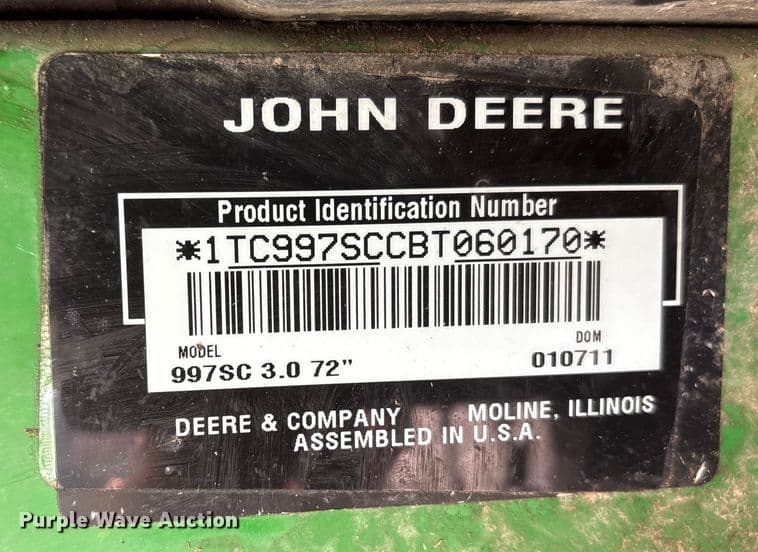 JOHN DEERE
Product Identification Number
*1TC997SCCBT060170*
MODEL
DOM
997SC 3.0 72"
010711
DEERE & COMPANY MOLINE, ILLINOIS
ASSEMBLED IN U.S.A.
Purple Wave Auction